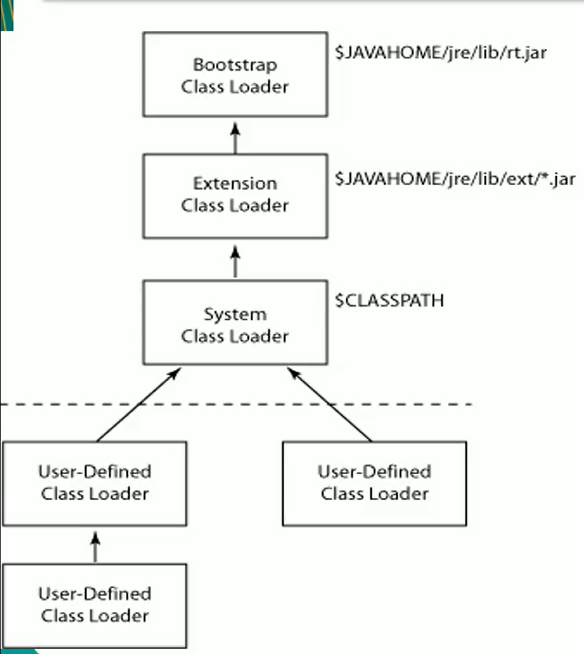 Bootstrap
Class Loader
$JAVAHOME/jre/lib/rt.jar
Extension
Class Loader
$JAVAHOME/jre/lib/ext/*.jar
System
Class Loader
$CLASSPATH
User-Defined
Class Loader
User-Defined
Class Loader
User-Defined
Class Loader